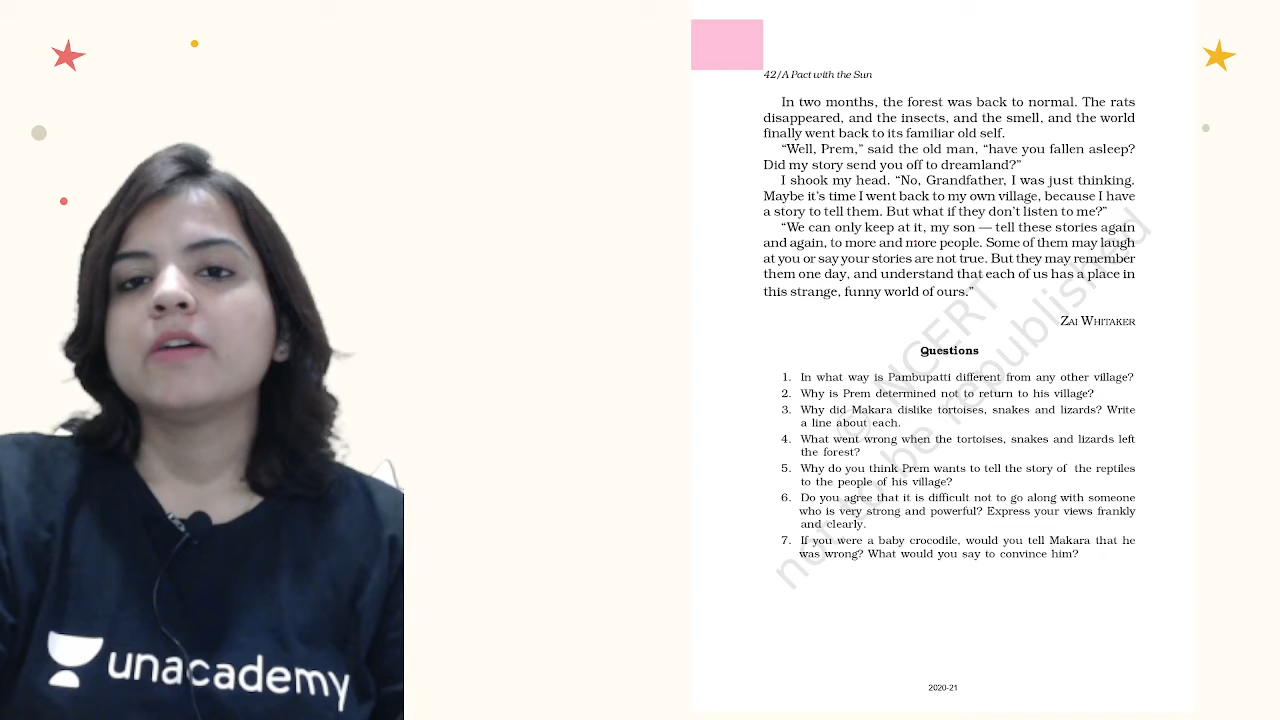 42/A Pact with the Sun
In two months, the forest was back to normal. The rats
disappeared, and the insects, and the smell, and the world
finally went back to its familiar old self.
“Well, Prem,” said the old man, “have you fallen asleep?
Did my story send you off to dreamland?”
I shook my head. “No, Grandfather, I was just thinking.
Maybe it’s time I went back to my own village, because I have
a story to tell them. But what if they don’t listen to me?”
“We can only keep at it, my son — tell these stories again
and again, to more and more people. Some of them may laugh
at you or say your stories are not true. But they may remember
them one day, and understand that each of us has a place in
this strange, funny world of ours.”
ZAI WHITAKER
Questions
1. In what way is Pambupatti different from any other village?
2. Why is Prem determined not to return to his village?
3. Why did Makara dislike tortoises, snakes and lizards? Write
a line about each.
4. What went wrong when the tortoises, snakes and lizards left
the forest?
5. Why do you think Prem wants to tell the story of the reptiles
to the people of his village?
6. Do you agree that it is difficult not to go along with someone
who is very strong and powerful? Express your views frankly
and clearly.
7. If you were a baby crocodile, would you tell Makara that he
was wrong? What would you say to convince him?
© NCERT
not to be republished
2020-21
unacademy